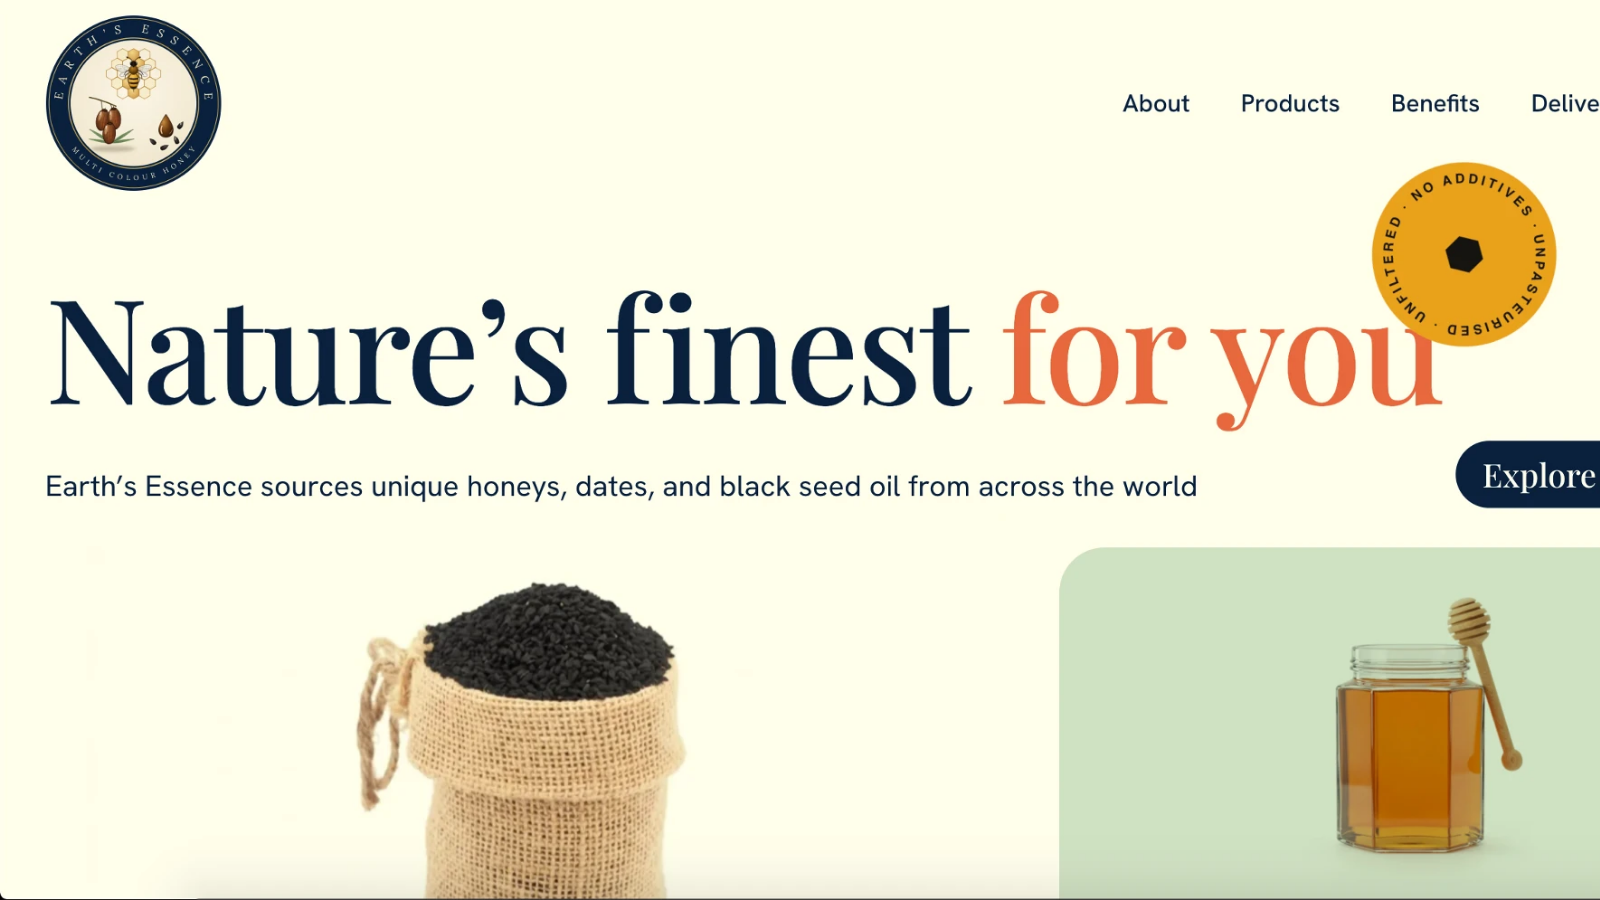 EARTH'S ESSENCE
MULTI COLOUR HONEY
About Products Benefits Delive
NO ADDITIVES · UNPASTEURISED · UNFILTERED ·
Nature's finest for you
Earth's Essence sources unique honeys, dates, and black seed oil from across the world
Explore